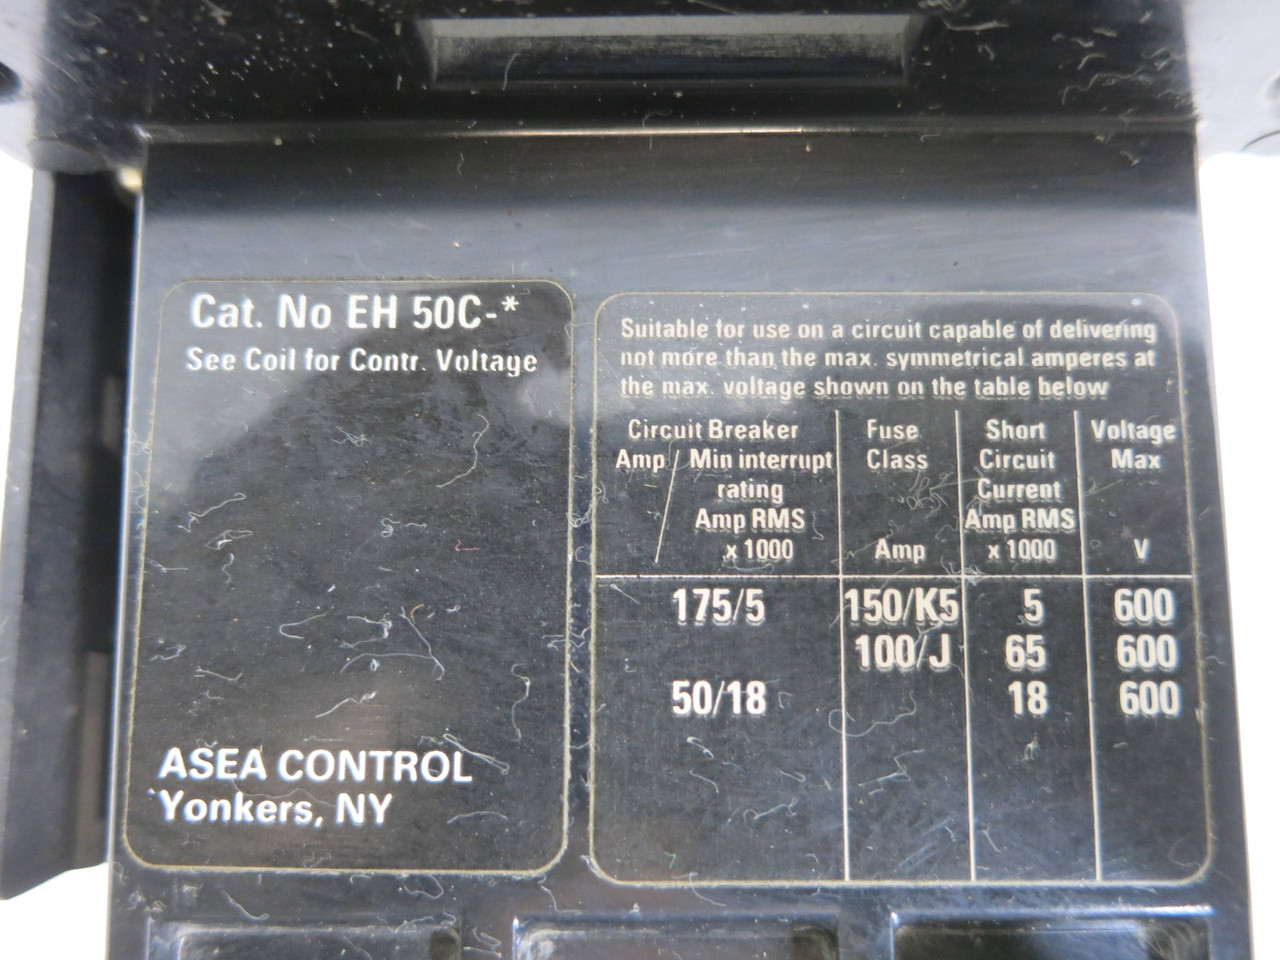 Cat. No EH 50C-*
See Coil for Contr. Voltage
ASEA CONTROL
Yonkers, NY
Suitable for use on a circuit capable of delivering
not more than the max. symmetrical amperes at
the max. voltage shown on the table below
Circuit Breaker Fuse Short Voltage
Amp / Min interrupt Class Circuit Max
rating Current
Amp RMS Amp RMS
x 1000 Amp x 1000 V
175/5 150/K5 5 600
100/J 65 600
50/18 18 600